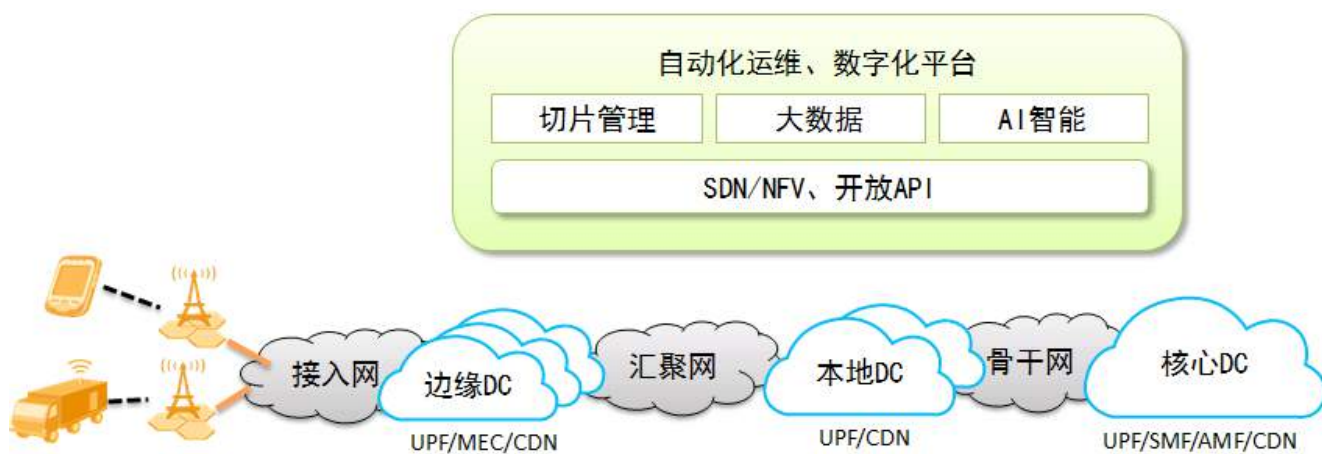 自动化运维、数字化平台
切片管理
大数据
AI智能
SDN/NFV、开放API
接入网
边缘DC
汇聚网
本地DC
骨干网
核心DC
UPF/MEC/CDN
UPF/CDN
UPF/SMF/AMF/CDN